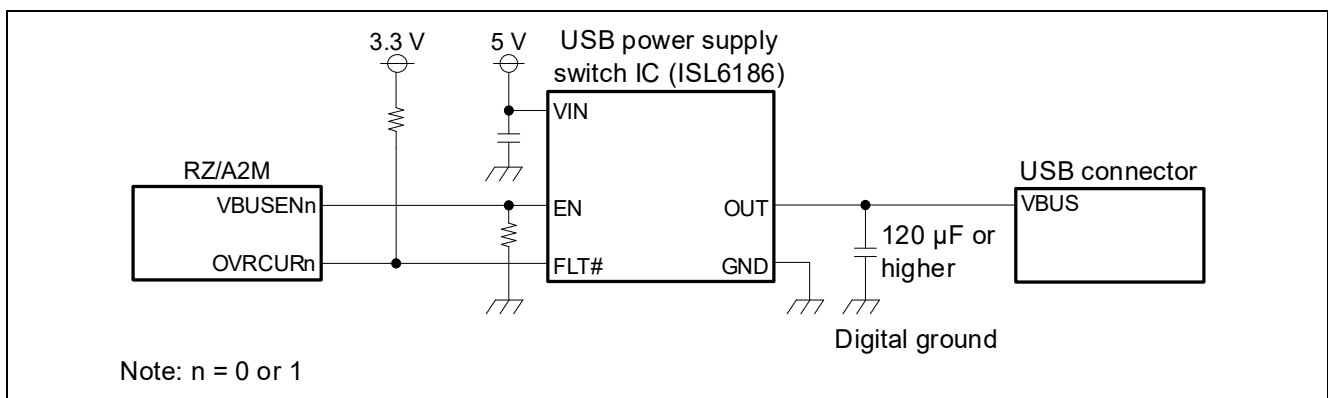 3.3 V
5 V
USB power supply
switch IC (ISL6186)
VIN
RZ/A2M
USB connector
VBUSENn
EN
OUT
VBUS
120 µF or
higher
OVRCURn
FLT#
GND
Digital ground
Note: n = 0 or 1